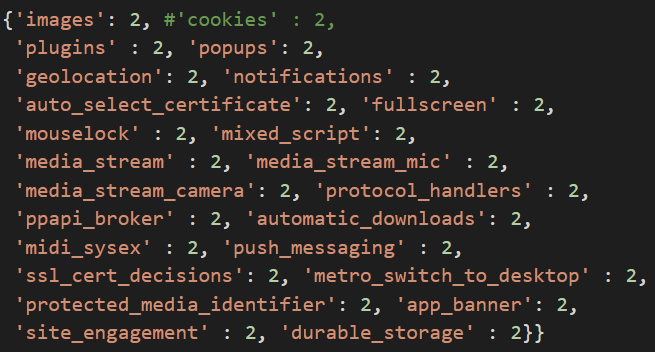 {'images': 2, #'cookies' : 2,
'plugins' : 2, 'popups': 2,
'geolocation': 2, 'notifications' : 2,
'auto_select_certificate': 2, 'fullscreen' : 2,
'mouselock' : 2, 'mixed_script': 2,
'media_stream' : 2, 'media_stream_mic' : 2,
'media_stream_camera': 2, 'protocol_handlers' : 2,
'ppapi_broker' : 2, 'automatic_downloads': 2,
'midi_sysex' : 2, 'push_messaging' : 2,
'ssl_cert_decisions': 2, 'metro_switch_to_desktop' : 2,
'protected_media_identifier': 2, 'app_banner': 2,
'site_engagement' : 2, 'durable_storage' : 2}}